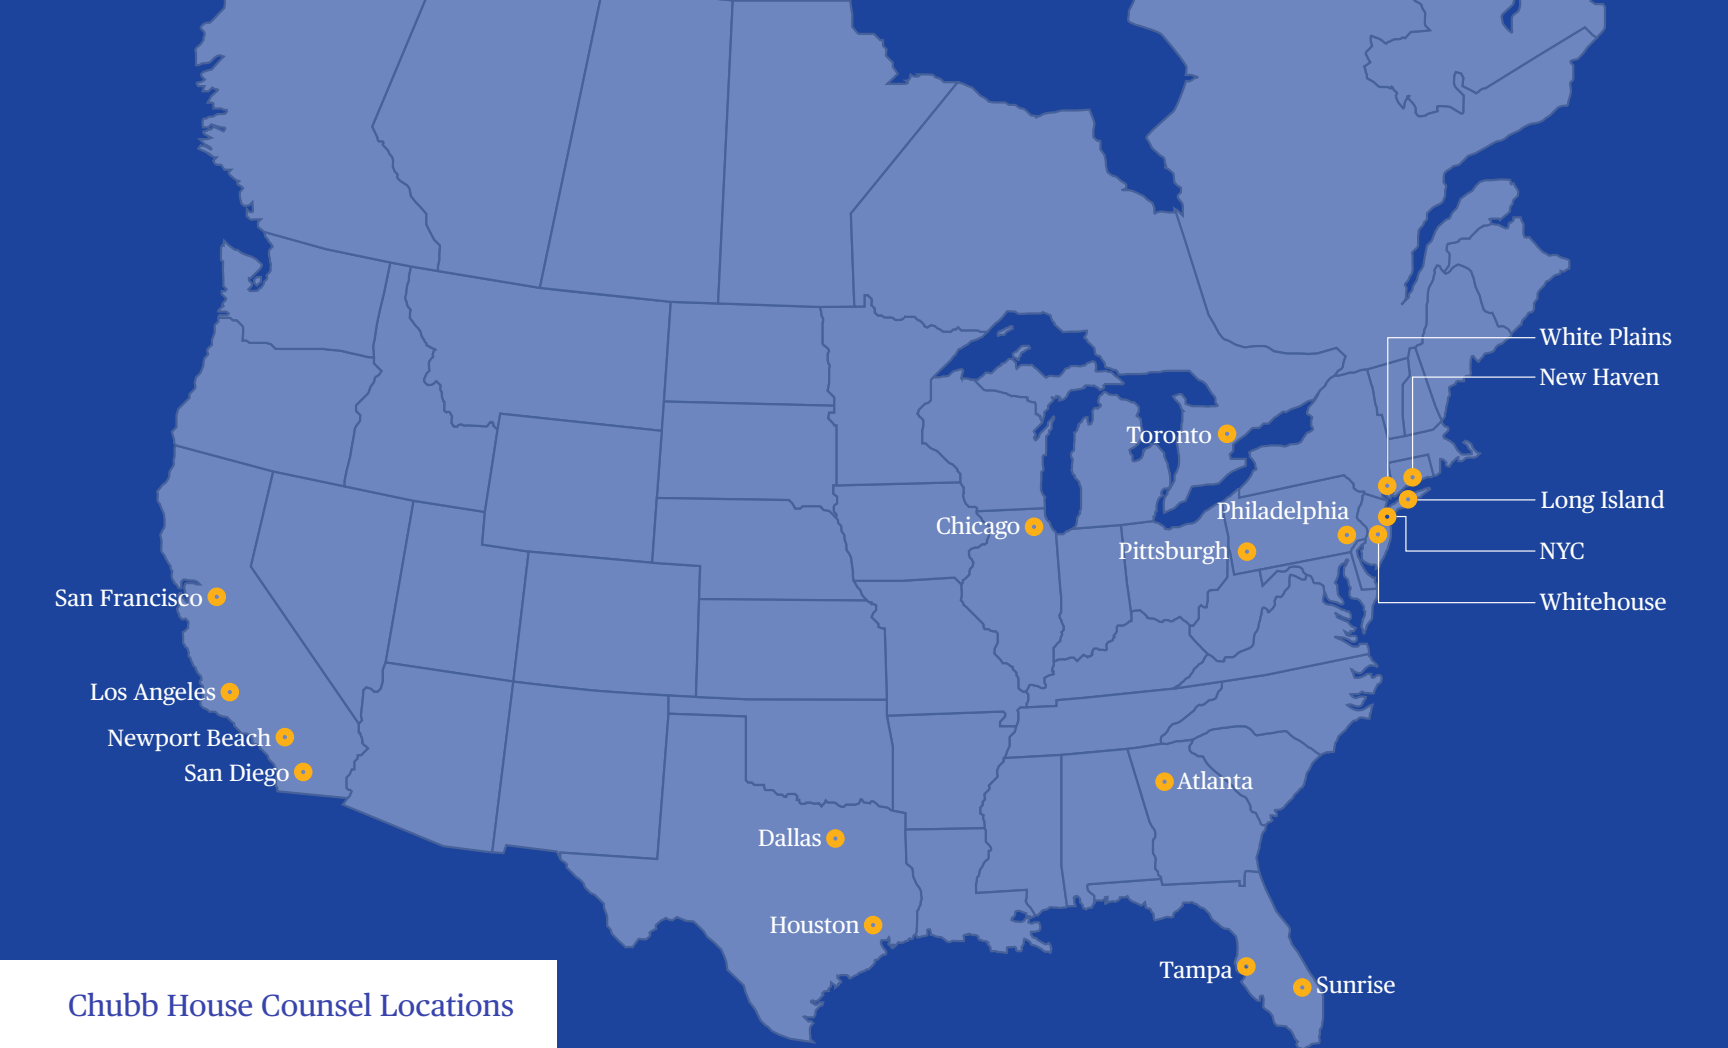 White Plains
New Haven
Toronto
Long Island
Philadelphia
Chicago
Pittsburgh
NYC
San Francisco
Whitehouse
Los Angeles
Newport Beach
San Diego
Atlanta
Dallas
Houston
Tampa
Sunrise
Chubb House Counsel Locations